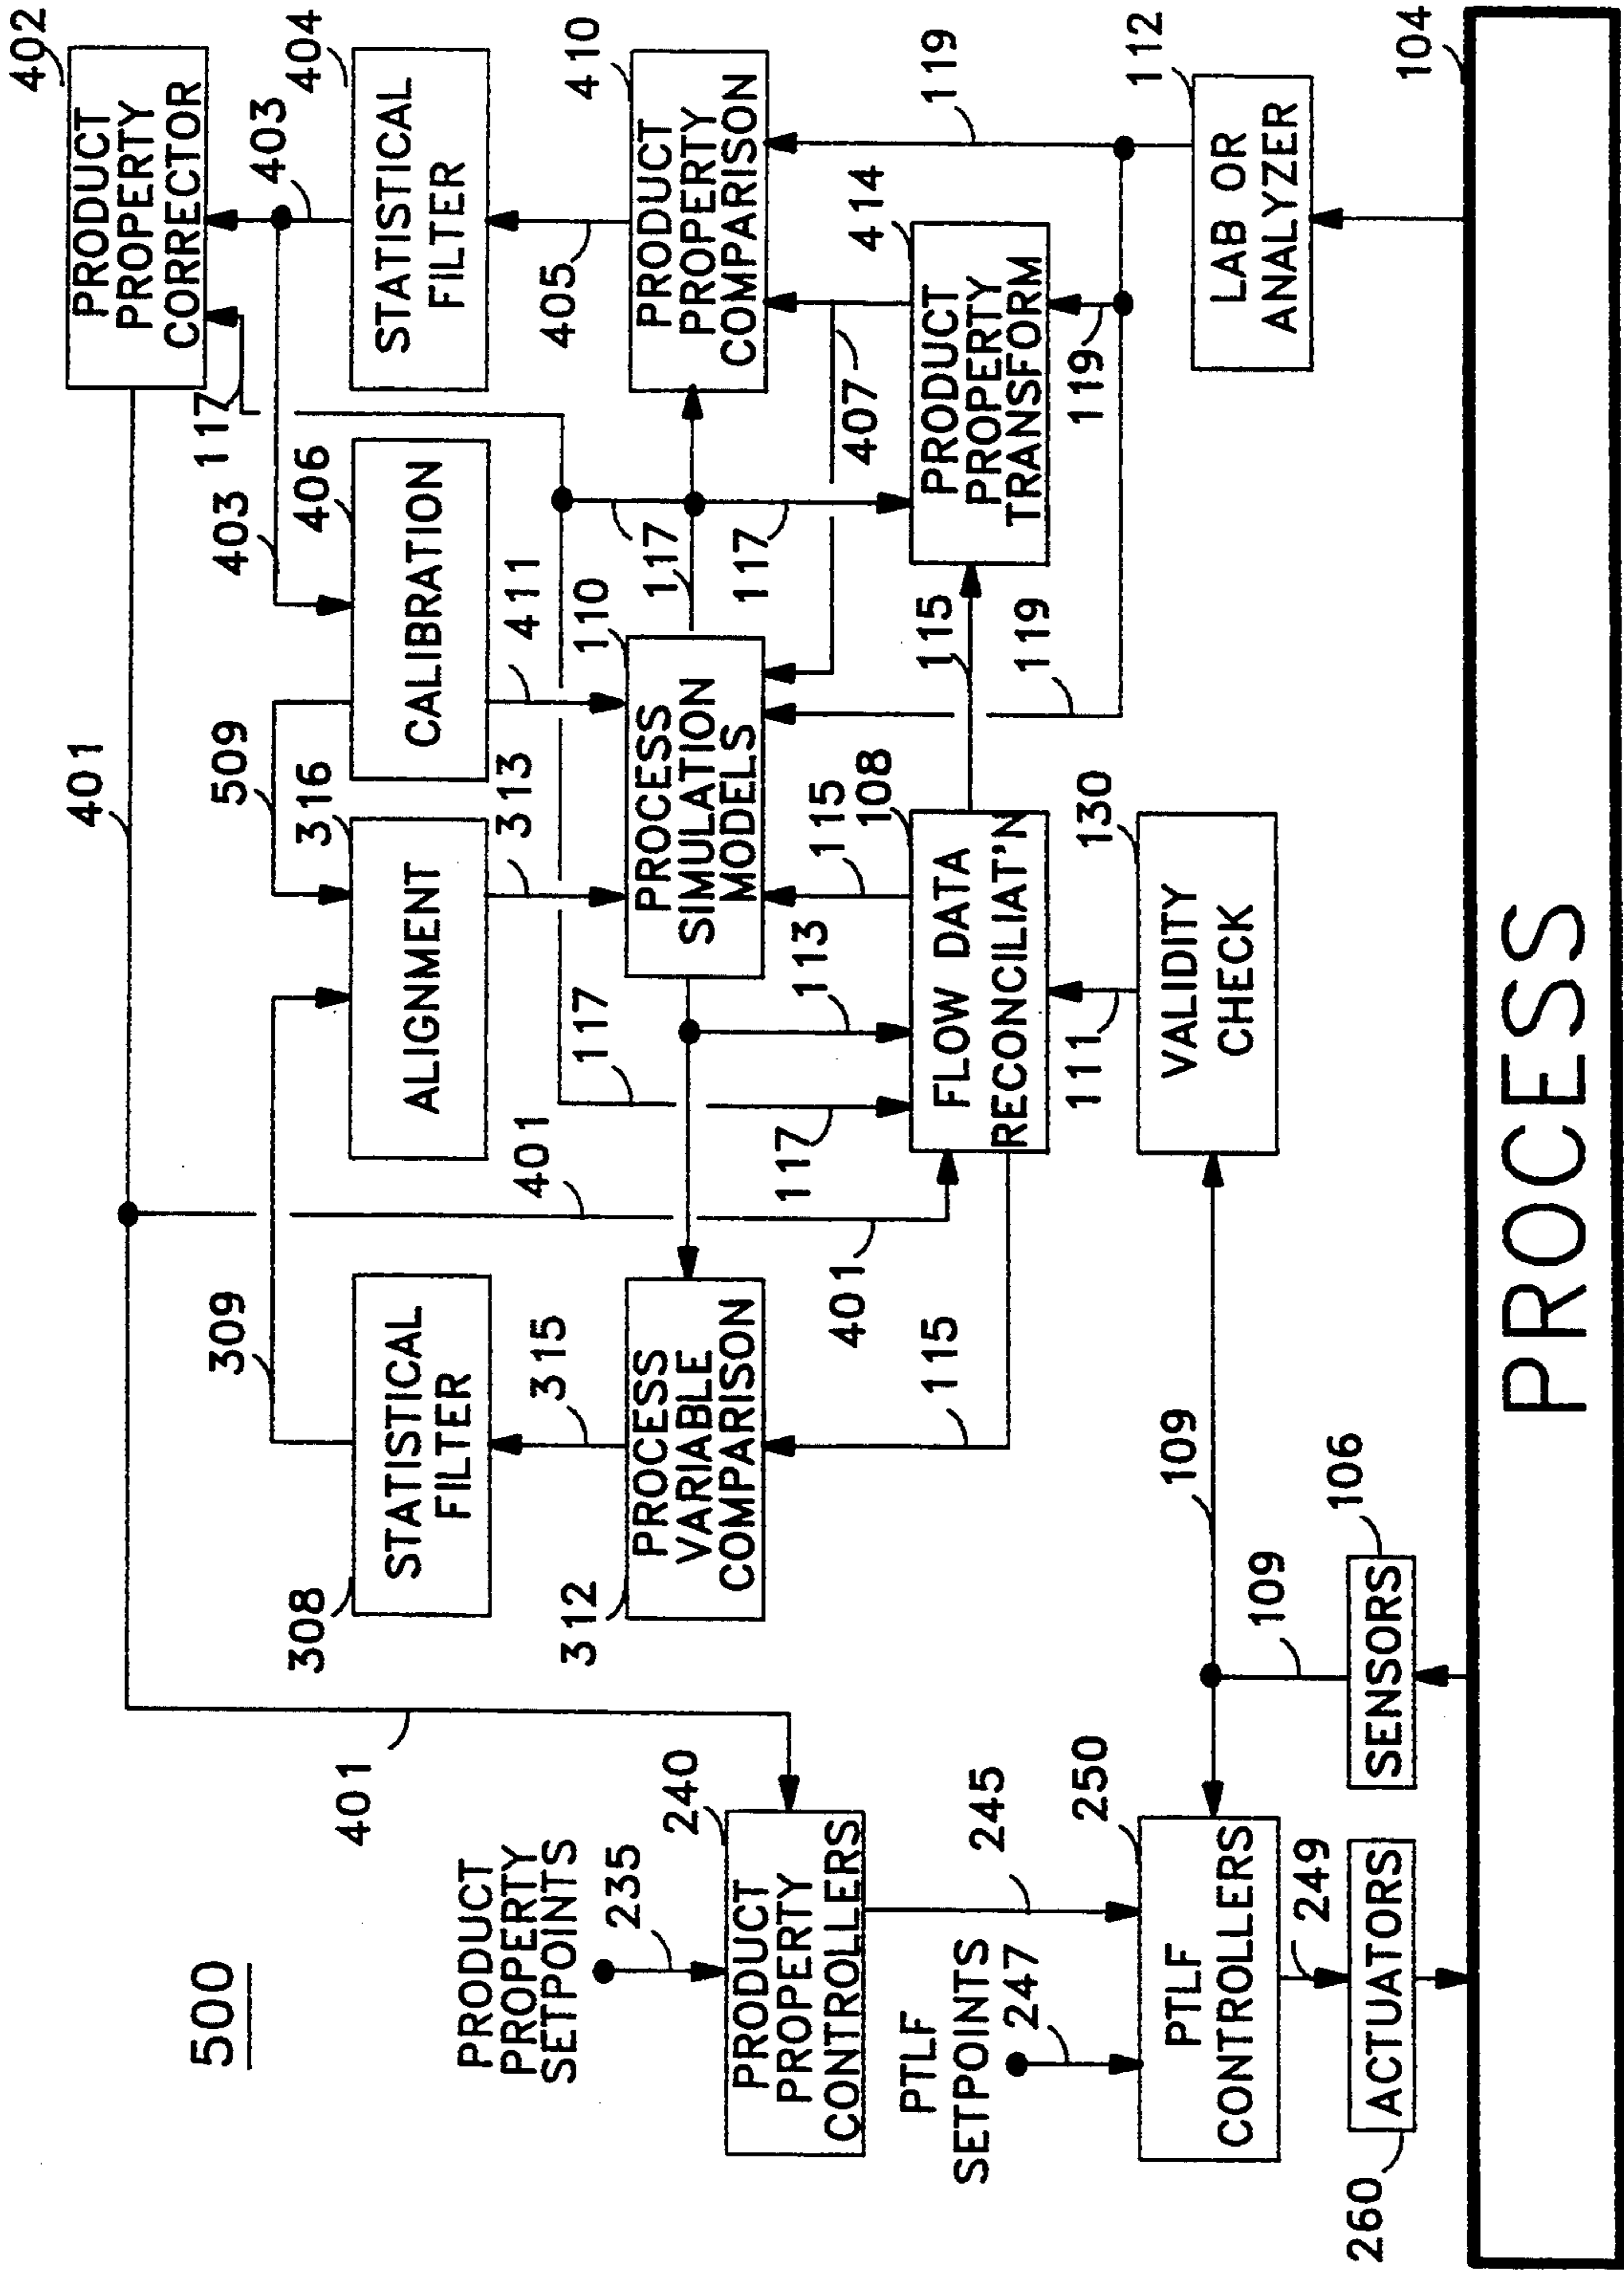 500
401
402
PRODUCT
PROPERTY
CORRECTOR
309
509
403
117
403
404
308
STATISTICAL
FILTER
316
ALIGNMENT
406
CALIBRATION
STATISTICAL
FILTER
401
315
401
117
313
411
405
410
PRODUCT
PROPERTY
SETPOINTS
235
240
312
PROCESS
VARIABLE
COMPARISON
110
PROCESS
SIMULATION
MODELS
117
117
PRODUCT
PROPERTY
COMPARISON
PRODUCT
PROPERTY
CONTROLLERS
401
117
113
115
108
407
414
119
PTLF
SETPOINTS
247
245
115
FLOW DATA
RECONCILIAT'N
115
119
PRODUCT
PROPERTY
TRANSFORM
119
250
109
111
130
112
PTLF
CONTROLLERS
VALIDITY
CHECK
LAB OR
ANALYZER
249
109
106
260
ACTUATORS
SENSORS
104
PROCESS